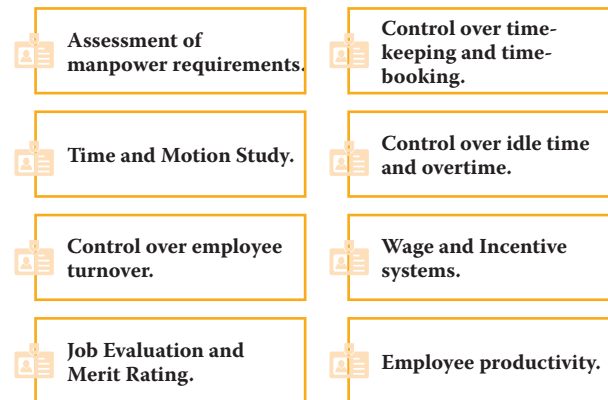 Assessment of
manpower requirements.
Control over time-
keeping and time-
booking.
Time and Motion Study.
Control over idle time
and overtime.
Control over employee
turnover.
Wage and Incentive
systems.
Job Evaluation and
Merit Rating.
Employee productivity.